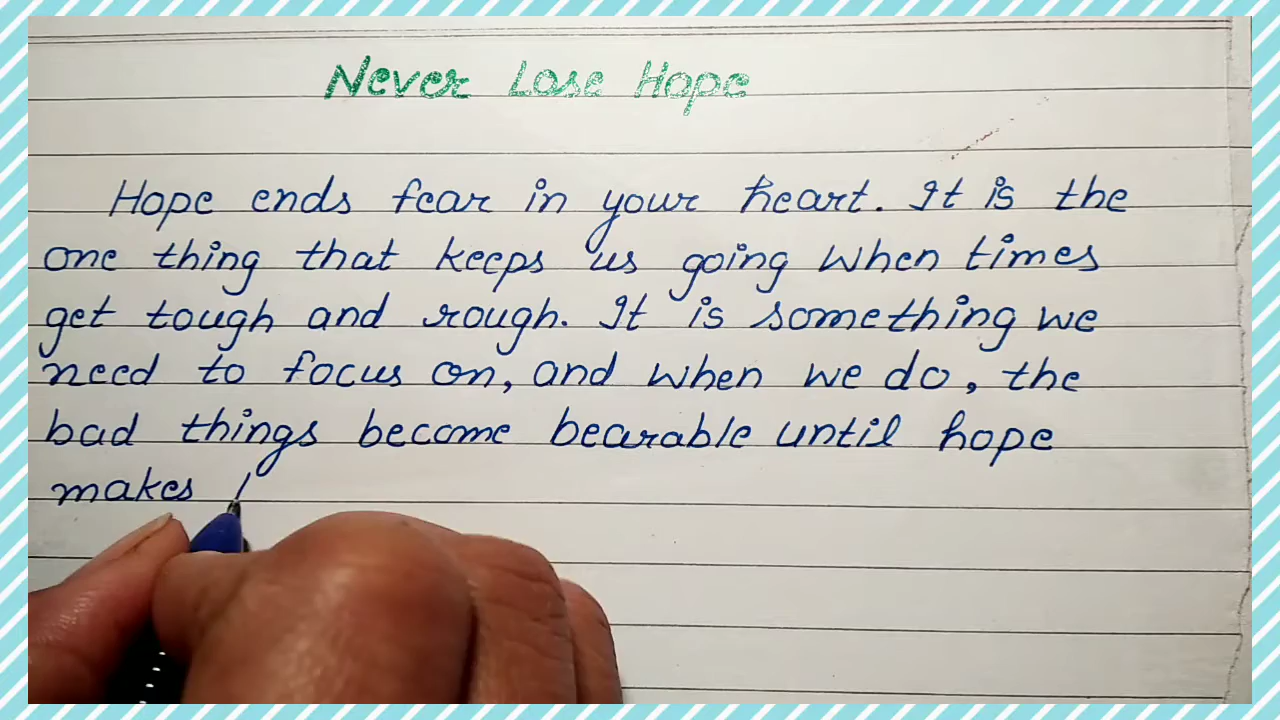 Never Lose Hope
Hope ends fear in your heart. It is the
one thing that keeps us going when times
get tough and rough. It is something we
need to focus on, and when we do, the
bad things become bearable until hope
makes